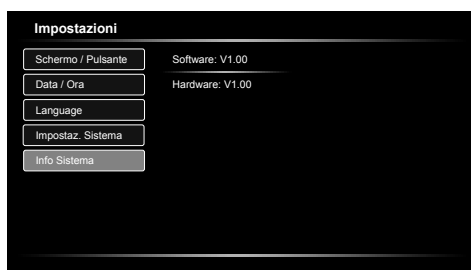 Impostazioni
Schermo / Pulsante
Software: V1.00
Data / Ora
Hardware: V1.00
Language
Impostaz. Sistema
Info Sistema